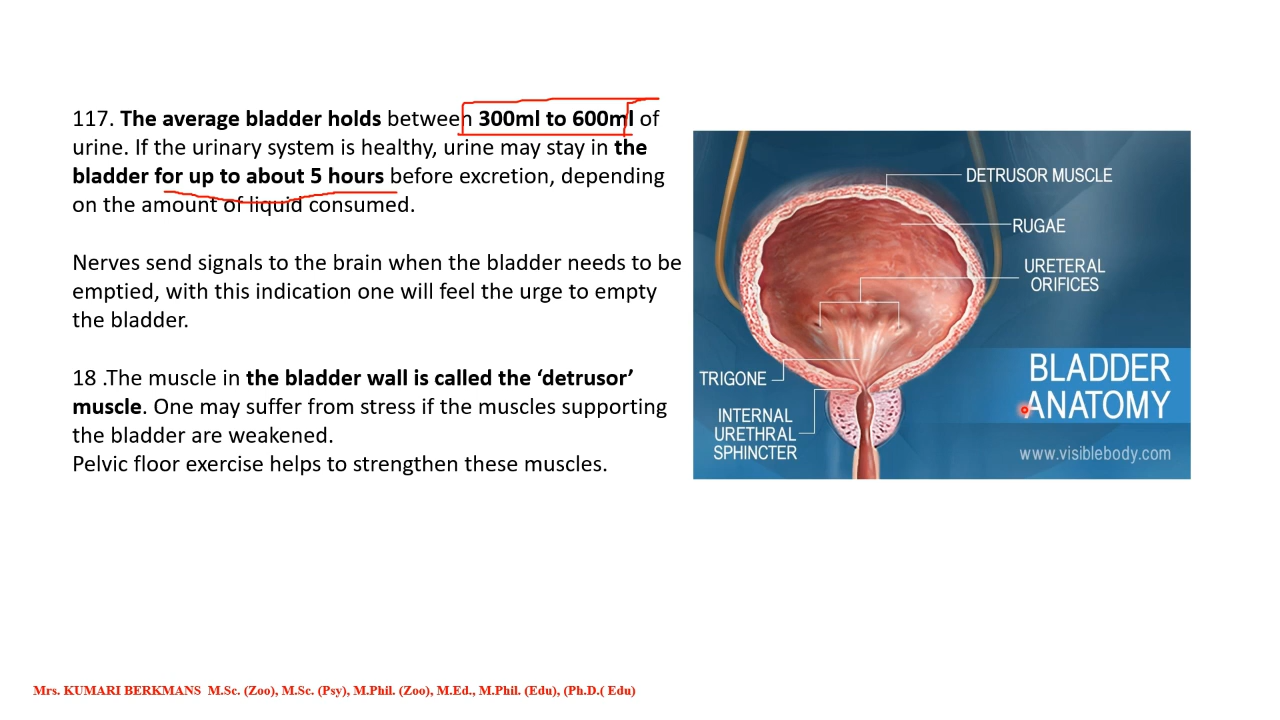 117. The average bladder holds between 300ml to 600ml of
urine. If the urinary system is healthy, urine may stay in the
bladder for up to about 5 hours before excretion, depending
on the amount of liquid consumed.
Nerves send signals to the brain when the bladder needs to be
emptied, with this indication one will feel the urge to empty
the bladder.
18 .The muscle in the bladder wall is called the ‘detrusor’
muscle. One may suffer from stress if the muscles supporting
the bladder are weakened.
Pelvic floor exercise helps to strengthen these muscles.
DETRUSOR MUSCLE
RUGAE
URETERAL
ORIFICES
TRIGONE
INTERNAL
URETHRAL
SPHINCTER
BLADDER
ANATOMY
www.visiblebody.com
Mrs. KUMARI BERKMANS  M.Sc. (Zoo), M.Sc. (Psy), M.Phil. (Zoo), M.Ed., M.Phil. (Edu), (Ph.D.( Edu)